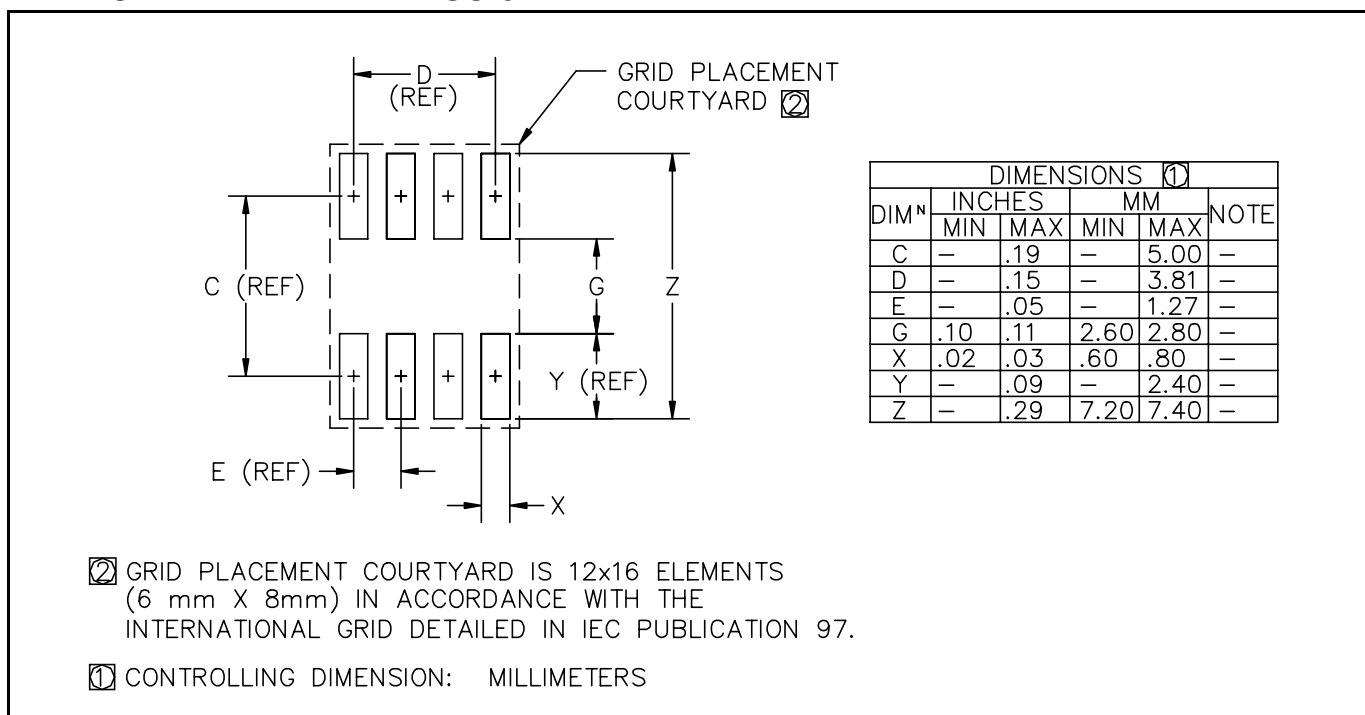 D
(REF)
GRID PLACEMENT
COURTYARD ②
C (REF)
G
Z
Y (REF)
E (REF)
X
DIMENSIONS ①
DIMᴺ INCHES MM NOTE
MIN MAX MIN MAX
C – .19 – 5.00 –
D – .15 – 3.81 –
E – .05 – 1.27 –
G .10 .11 2.60 2.80 –
X .02 .03 .60 .80 –
Y – .09 – 2.40 –
Z – .29 7.20 7.40 –
② GRID PLACEMENT COURTYARD IS 12x16 ELEMENTS
(6 mm X 8mm) IN ACCORDANCE WITH THE
INTERNATIONAL GRID DETAILED IN IEC PUBLICATION 97.
① CONTROLLING DIMENSION: MILLIMETERS